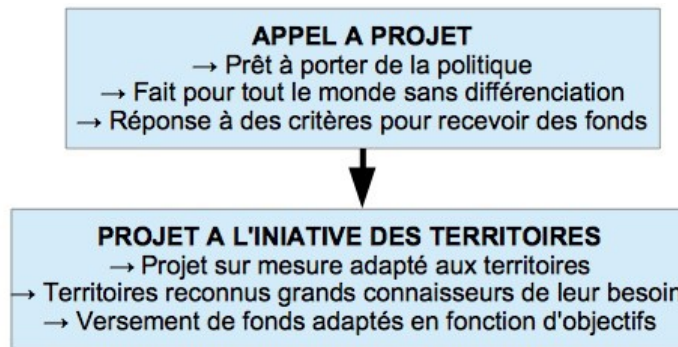 APPEL A PROJET
→ Prêt à porter de la politique
→ Fait pour tout le monde sans différenciation
→ Réponse à des critères pour recevoir des fonds
PROJET A L'INIATIVE DES TERRITOIRES
→ Projet sur mesure adapté aux territoires
→ Territoires reconnus grands connaisseurs de leur besoin
→ Versement de fonds adaptés en fonction d'objectifs